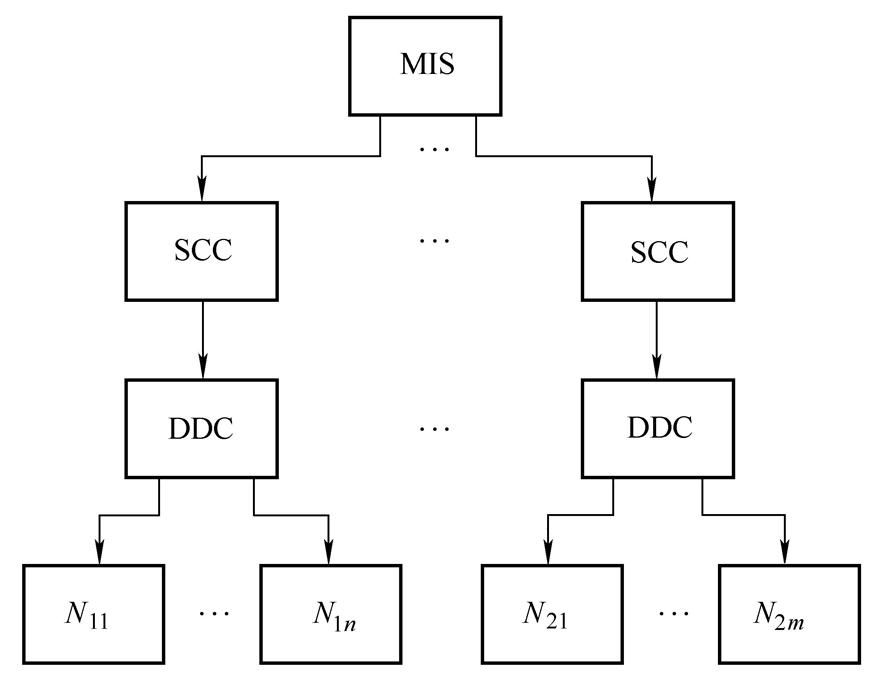 MIS
…
SCC … SCC
DDC … DDC
N₁₁ … N₁ₙ N₂₁ … N₂ₘ